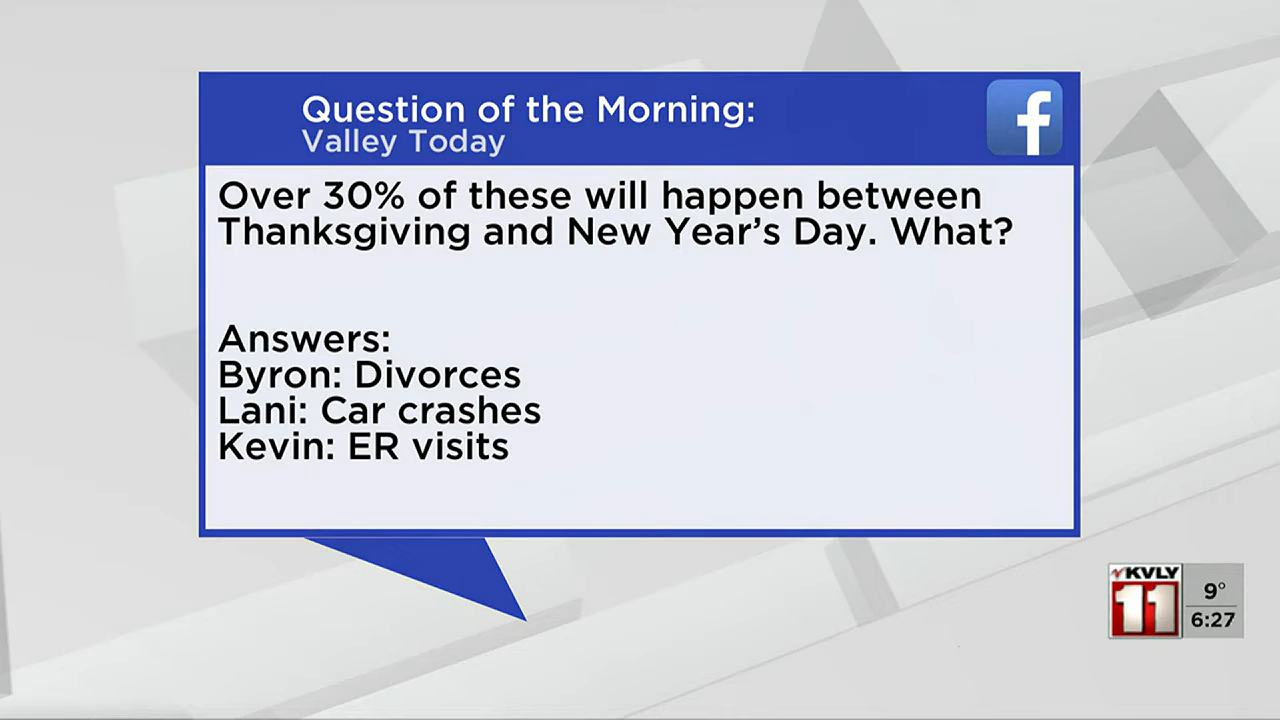 Question of the Morning:
Valley Today
f
Over 30% of these will happen between
Thanksgiving and New Year’s Day. What?
Answers:
Byron: Divorces
Lani: Car crashes
Kevin: ER visits
KVLY
11
9°
6:27